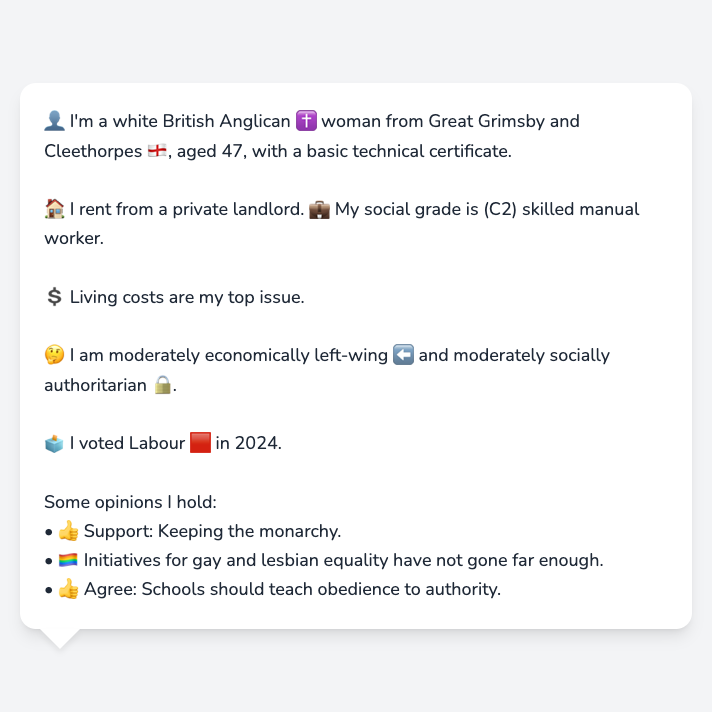 👤 I'm a white British Anglican ✝️ woman from Great Grimsby and
Cleethorpes 🏴󠁧󠁢󠁥󠁮󠁧󠁿, aged 47, with a basic technical certificate.
🏠 I rent from a private landlord. 💼 My social grade is (C2) skilled manual
worker.
💲 Living costs are my top issue.
🤔 I am moderately economically left-wing ⬅️ and moderately socially
authoritarian 🔒.
🗳️ I voted Labour 🟥 in 2024.
Some opinions I hold:
• 👍 Support: Keeping the monarchy.
• 🏳️‍🌈 Initiatives for gay and lesbian equality have not gone far enough.
• 👍 Agree: Schools should teach obedience to authority.